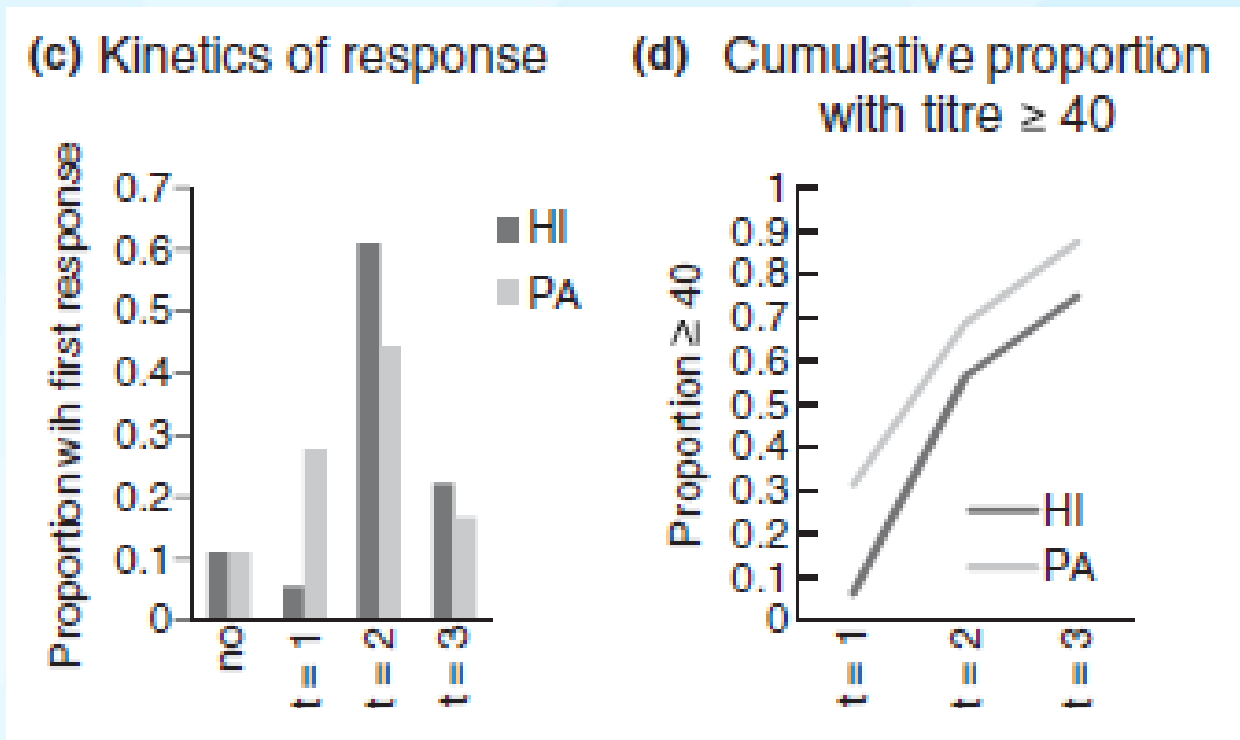 (c) Kinetics of response
Proportion wih first response
0.7
0.6
0.5
0.4
0.3
0.2
0.1
0
no
t = 1
t = 2
t = 3
HI
PA
(d) Cumulative proportion
with titre ≥ 40
Proportion ≥ 40
1
0.9
0.8
0.7
0.6
0.5
0.4
0.3
0.2
0.1
0
t = 1
t = 2
t = 3
HI
PA